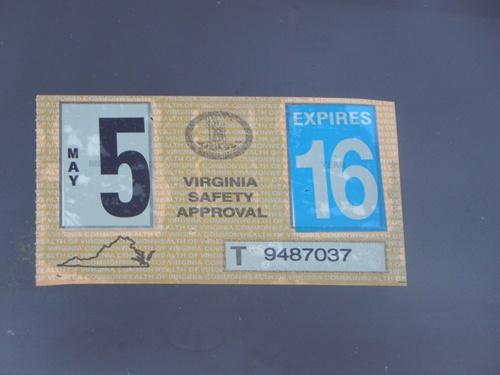 MAY
5
VIRGINIA
SAFETY
APPROVAL
EXPIRES
16
T 9487037